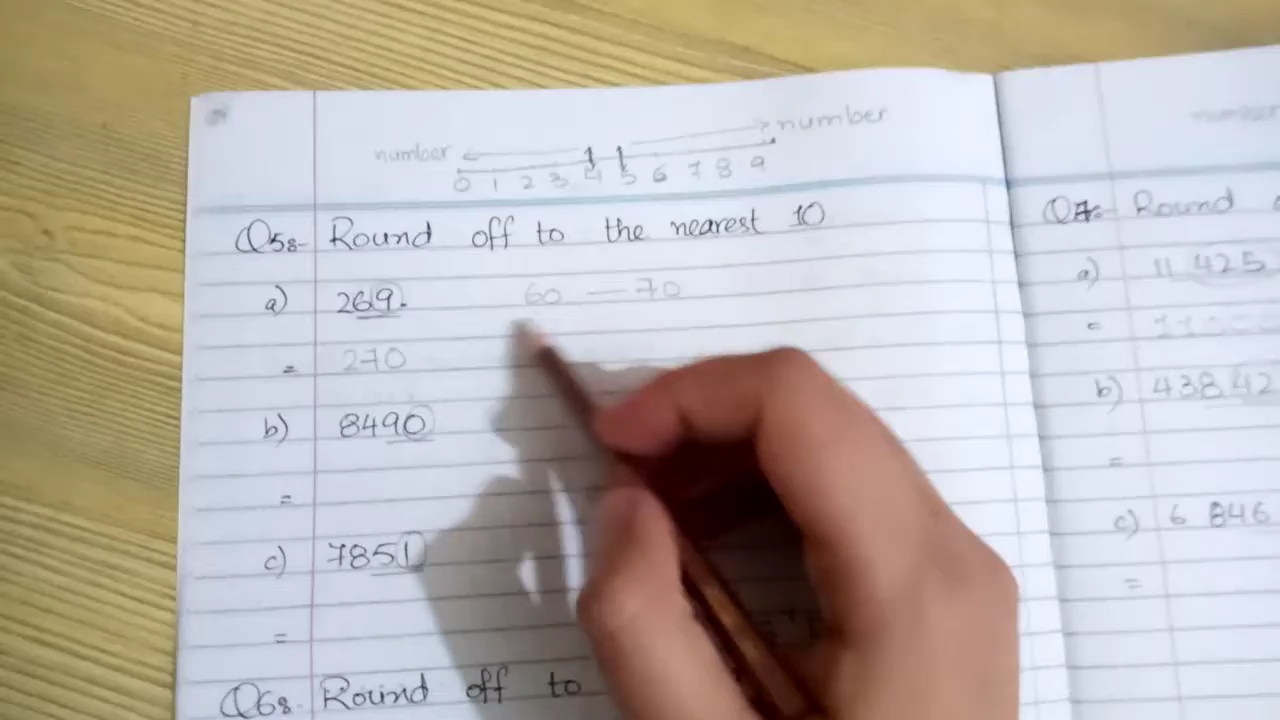 number number
0 1 2 3 4 5 6 7 8 9
Q5:- Round off to the nearest 10
a) 269. 60 — 70
= 270
b) 8490
=
c) 7851
=
Q6:- Round off to
number
Q7:- Round
a) 11 425
=
b) 438 42
=
c) 6 846
=